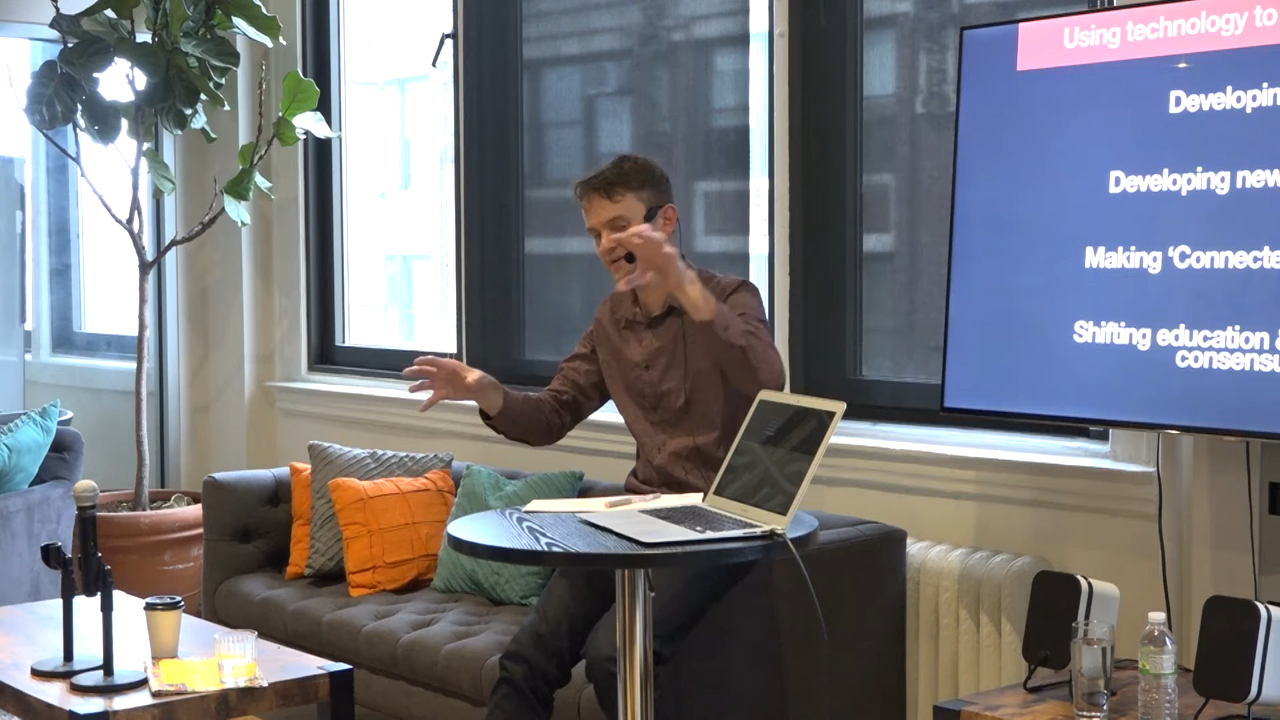 Using technology to
Developin
Developing new
Making ‘Connecte
Shifting education &
consensu